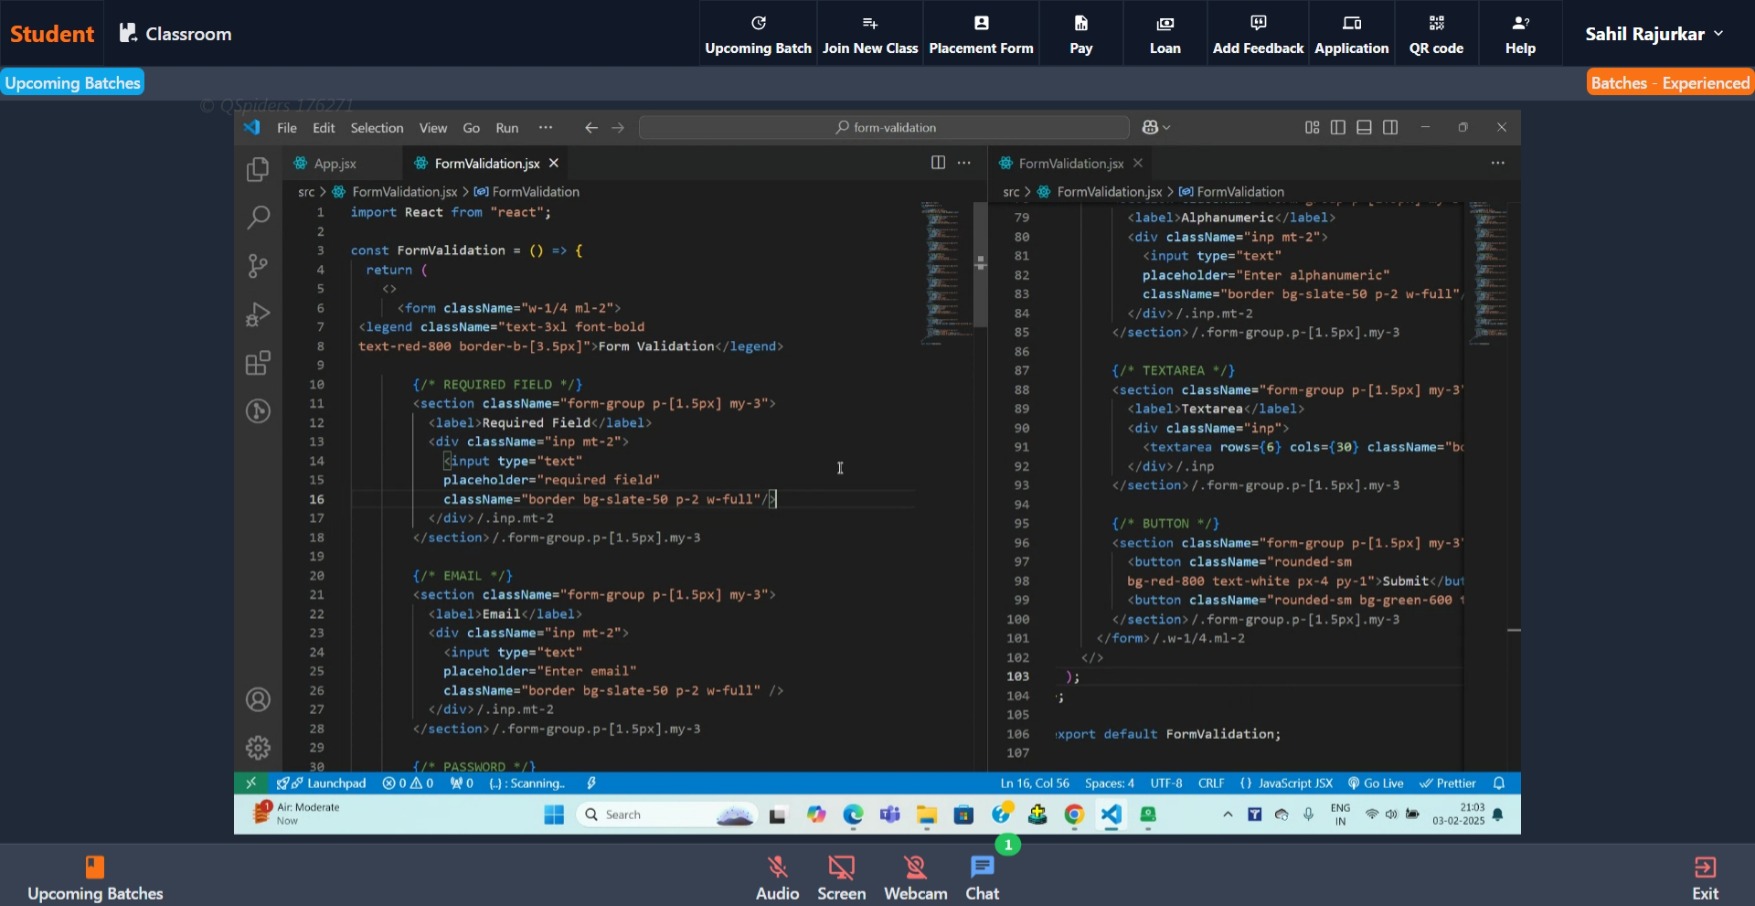 Student
Classroom
Upcoming Batch
Join New Class
Placement Form
Pay
Loan
Add Feedback
Application
QR code
Help
Sahil Rajurkar
Upcoming Batches
Batches - Experienced
© QSpiders 176271
File Edit Selection View Go Run ···
form-validation
App.jsx
FormValidation.jsx
src > FormValidation.jsx > FormValidation
1 import React from "react";
2
3 const FormValidation = () => {
4 return (
5 <>
6 <form className="w-1/4 ml-2">
7 <legend className="text-3xl font-bold
8 text-red-800 border-b-[3.5px]">Form Validation</legend>
9
10 {/* REQUIRED FIELD */}
11 <section className="form-group p-[1.5px] my-3">
12 <label>Required Field</label>
13 <div className="inp mt-2">
14 <input type="text"
15 placeholder="required field"
16 className="border bg-slate-50 p-2 w-full"/>
17 </div>/.inp.mt-2
18 </section>/.form-group.p-[1.5px].my-3
19
20 {/* EMAIL */}
21 <section className="form-group p-[1.5px] my-3">
22 <label>Email</label>
23 <div className="inp mt-2">
24 <input type="text"
25 placeholder="Enter email"
26 className="border bg-slate-50 p-2 w-full" />
27 </div>/.inp.mt-2
28 </section>/.form-group.p-[1.5px].my-3
29
30 {/* PASSWORD */}
FormValidation.jsx
src > FormValidation.jsx > FormValidation
79 <label>Alphanumeric</label>
80 <div className="inp mt-2">
81 <input type="text"
82 placeholder="Enter alphanumeric"
83 className="border bg-slate-50 p-2 w-full"/
84 </div>/.inp.mt-2
85 </section>/.form-group.p-[1.5px].my-3
86
87 {/* TEXTAREA */}
88 <section className="form-group p-[1.5px] my-3"
89 <label>Textarea</label>
90 <div className="inp">
91 <textarea rows={6} cols={30} className="bo
92 </div>/.inp
93 </section>/.form-group.p-[1.5px].my-3
94
95 {/* BUTTON */}
96 <section className="form-group p-[1.5px] my-3"
97 <button className="rounded-sm
98 bg-red-800 text-white px-4 py-1">Submit</but
99 <button className="rounded-sm bg-green-600 t
100 </section>/.form-group.p-[1.5px].my-3
101 </form>/.w-1/4.ml-2
102 </>
103 );
104 ;
105
106 xport default FormValidation;
107
Launchpad 0 0 0 {..} : Scanning..
Ln 16, Col 56 Spaces: 4 UTF-8 CRLF {} JavaScript JSX Go Live Prettier
1
Air: Moderate
Now
Search
ENG
IN
21:03
03-02-2025
1
Upcoming Batches
Audio
Screen
Webcam
Chat
Exit